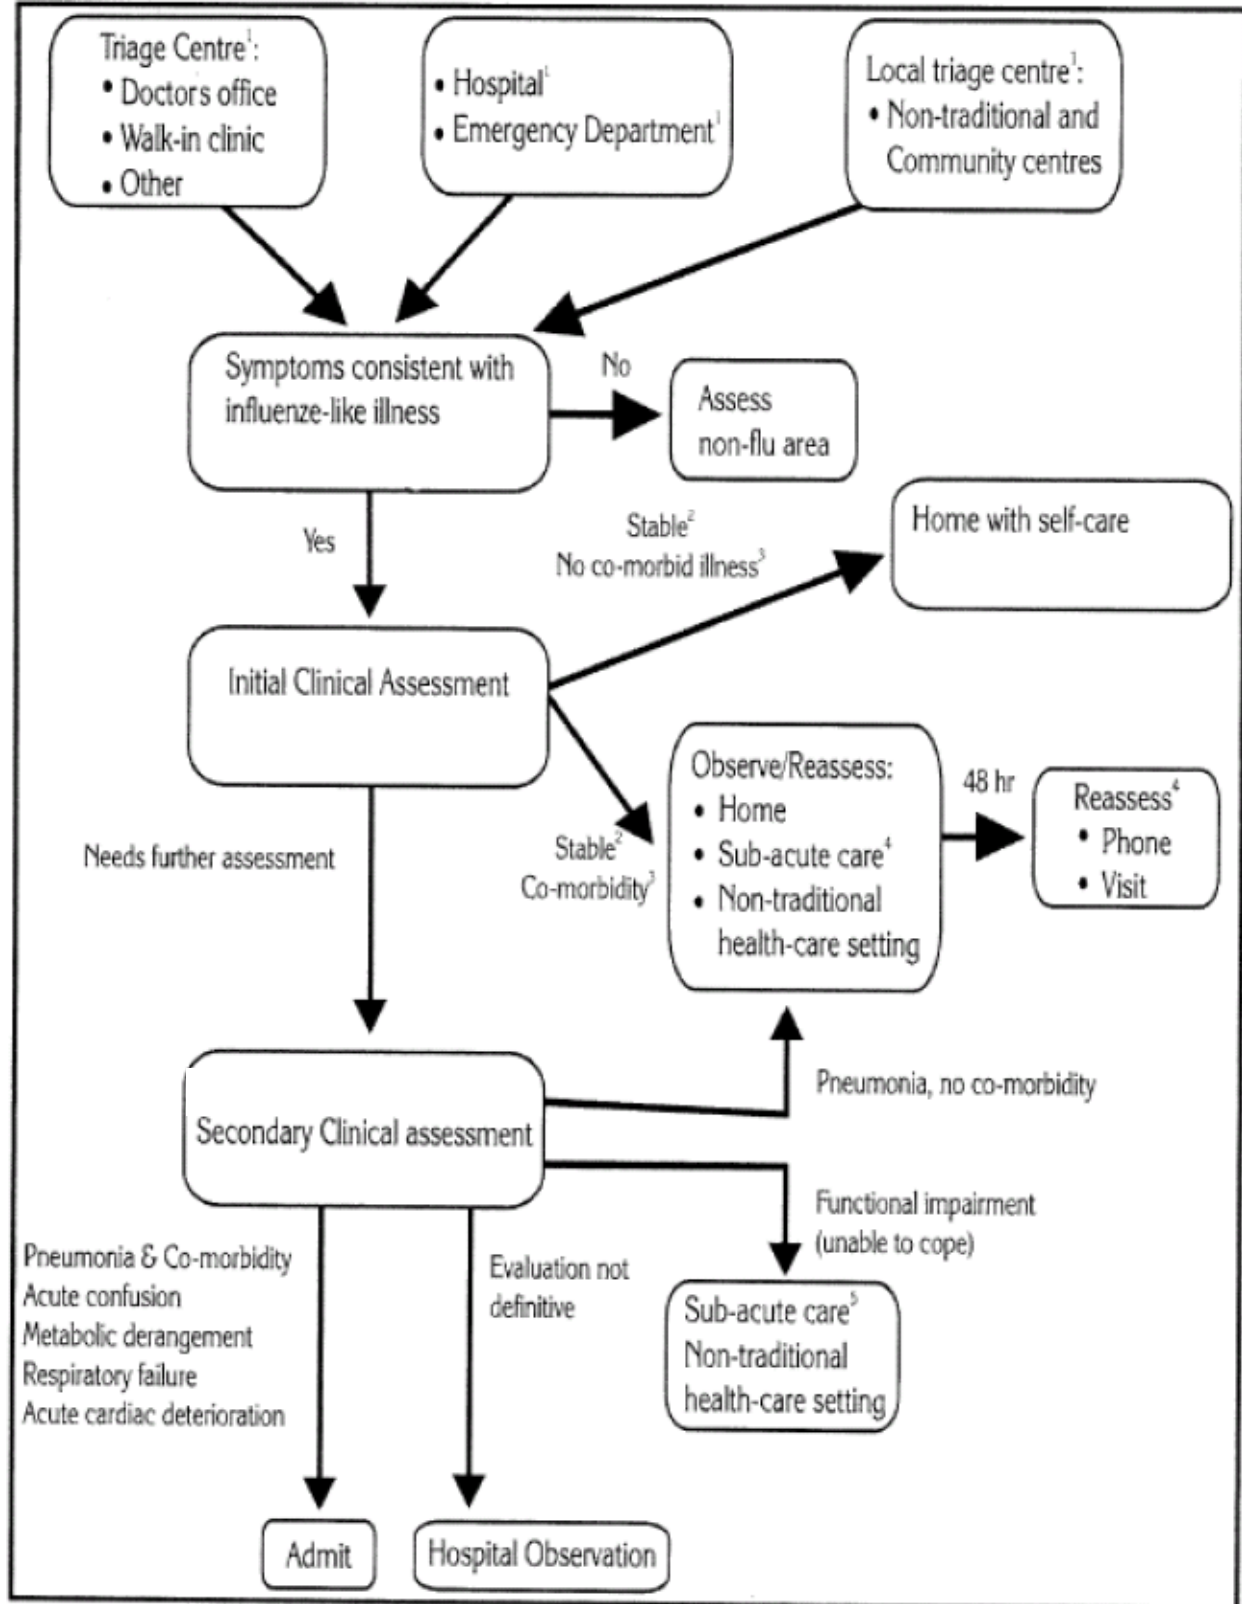 Triage Centre¹:
• Doctors office
• Walk-in clinic
• Other
• Hospital¹
• Emergency Department¹
Local triage centre¹:
• Non-traditional and
Community centres
Symptoms consistent with
influenze-like illness
No
Assess
non-flu area
Yes
Stable²
No co-morbid illness³
Home with self-care
Initial Clinical Assessment
Needs further assessment
Stable²
Co-morbidity³
Observe/Reassess:
• Home
• Sub-acute care⁴
• Non-traditional
health-care setting
48 hr
Reassess⁴
• Phone
• Visit
Secondary Clinical assessment
Pneumonia, no co-morbidity
Functional impairment
(unable to cope)
Sub-acute care⁵
Non-traditional
health-care setting
Pneumonia & Co-morbidity
Acute confusion
Metabolic derangement
Respiratory failure
Acute cardiac deterioration
Evaluation not
definitive
Admit
Hospital Observation